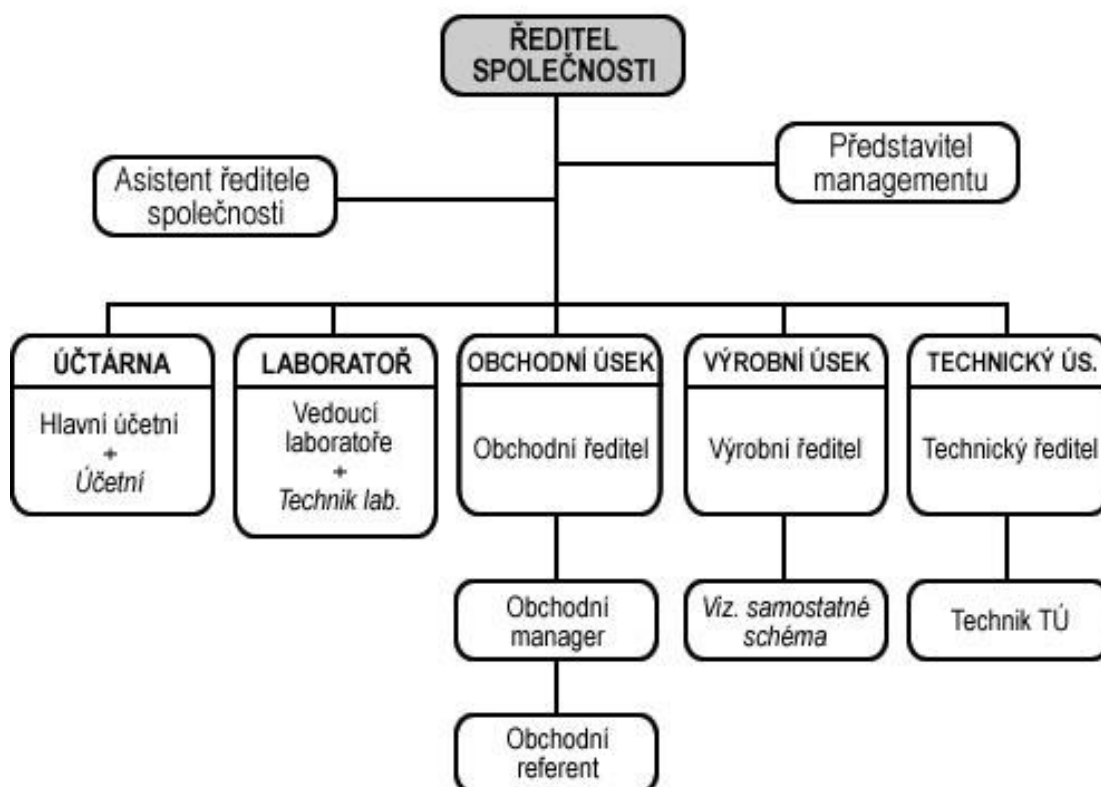 ŘEDITEL
SPOLEČNOSTI
Představitel
managementu
Asistent ředitele
společnosti
ÚČTÁRNA
Hlavní účetní
+
Účetní
LABORATOŘ
Vedoucí
laboratoře
+
Technik lab.
OBCHODNÍ ÚSEK
Obchodní ředitel
VÝROBNÍ ÚSEK
Výrobní ředitel
TECHNICKÝ ÚS.
Technický ředitel
Obchodní
manager
Viz. samostatné
schéma
Technik TÚ
Obchodní
referent